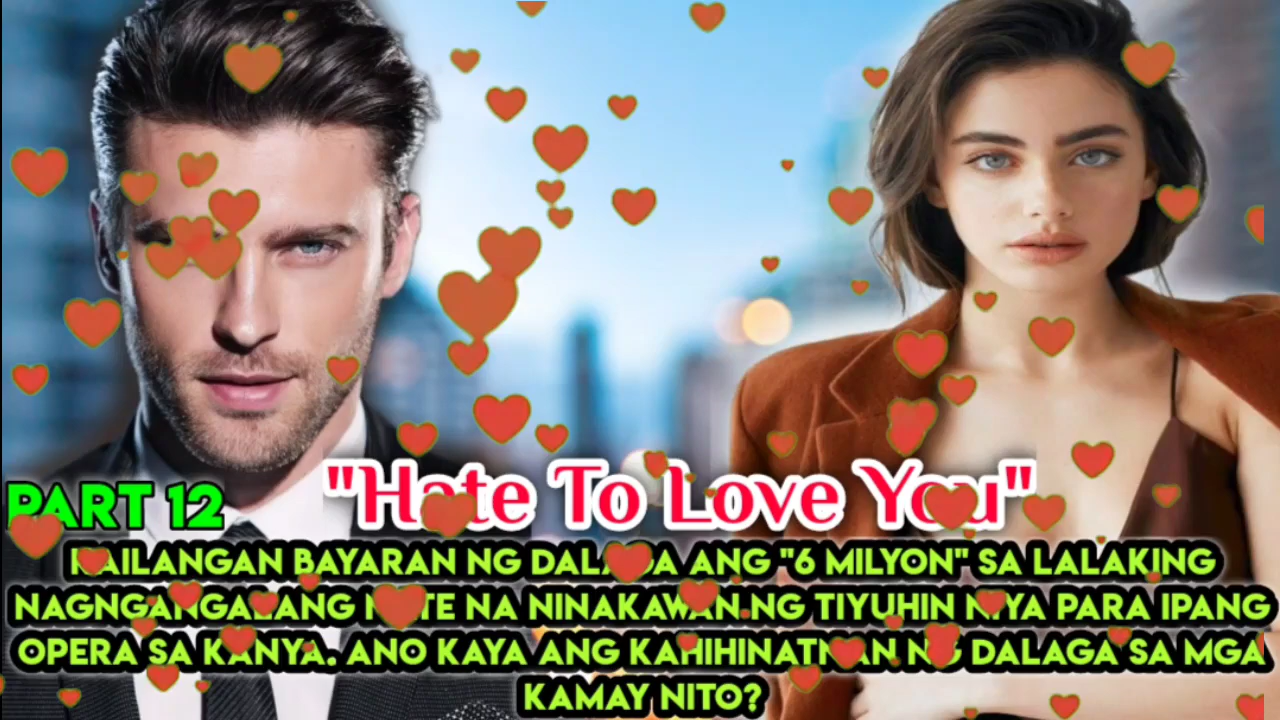 "Hate To Love You"
PART 12
KAILANGAN BAYARAN NG DALAGA ANG "6 MILYON" SA LALAKING
NAGNGANGALANG NATE NA NINAKAWAN NG TIYUHIN NIYA PARA IPANG
OPERA SA KANYA. ANO KAYA ANG KAHIHINATNAN NG DALAGA SA MGA
KAMAY NITO?